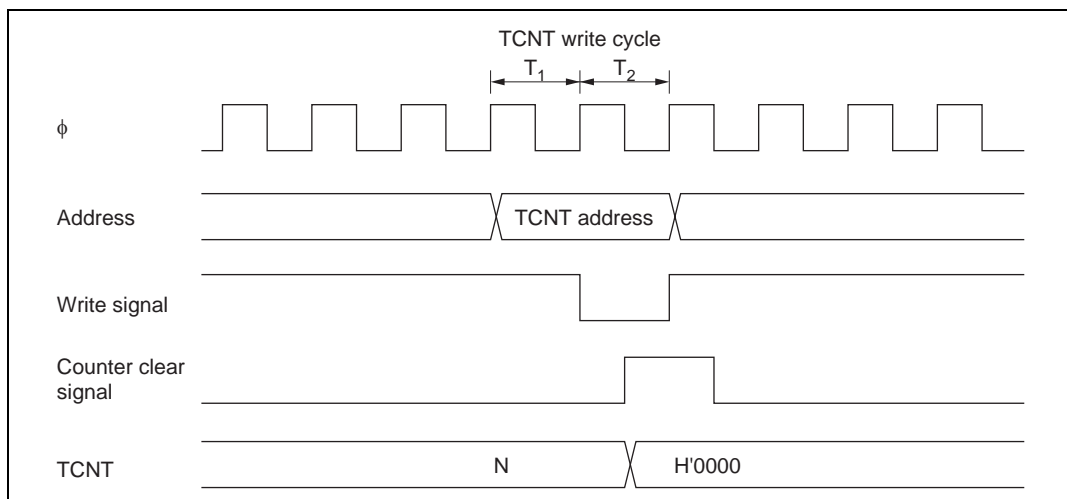 TCNT write cycle
T1 T2
ϕ
Address
TCNT address
Write signal
Counter clear
signal
TCNT
N
H'0000